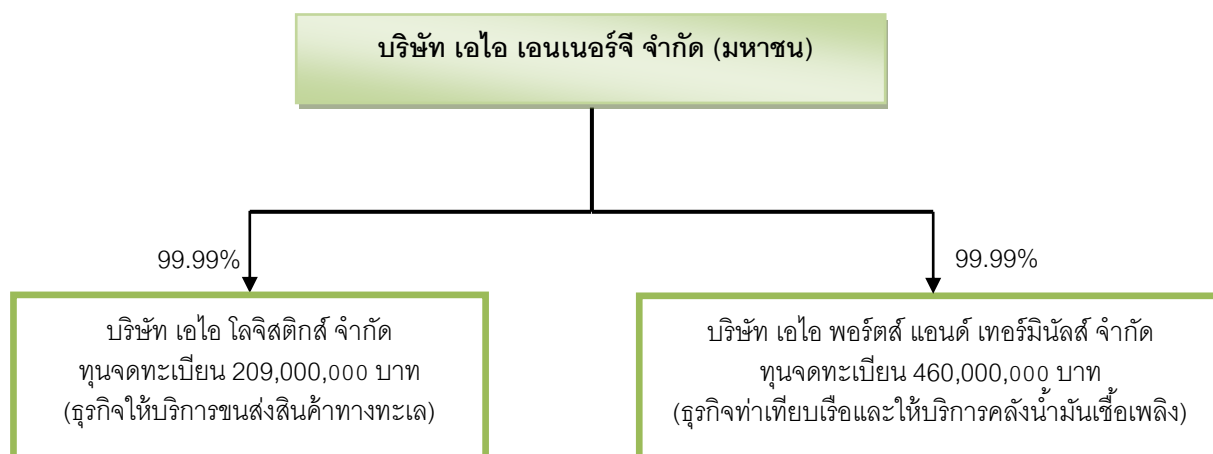 บริษัท เอไอ เอนเนอร์จี จำกัด (มหาชน)
99.99%
99.99%
บริษัท เอไอ โลจิสติกส์ จำกัด
ทุนจดทะเบียน 209,000,000 บาท
(ธุรกิจให้บริการขนส่งสินค้าทางทะเล)
บริษัท เอไอ พอร์ตส์ แอนด์ เทอร์มินัลส์ จำกัด
ทุนจดทะเบียน 460,000,000 บาท
(ธุรกิจท่าเทียบเรือและให้บริการคลังน้ำมันเชื้อเพลิง)